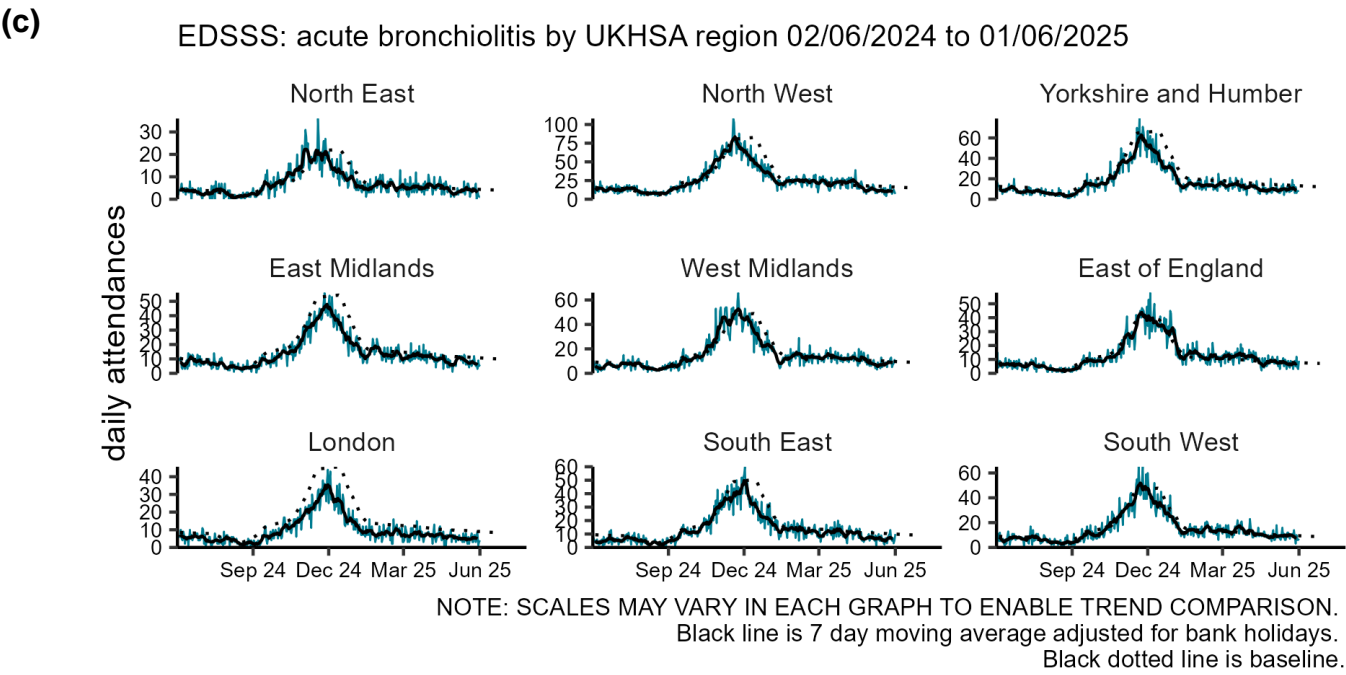 (c)
EDSSS: acute bronchiolitis by UKHSA region 02/06/2024 to 01/06/2025
North East
North West
Yorkshire and Humber
30
20
10
0
100
75
50
25
0
60
40
20
0
daily attendances
East Midlands
West Midlands
East of England
50
40
30
20
10
0
60
40
20
0
50
40
30
20
10
0
London
South East
South West
40
30
20
10
0
60
50
40
30
20
10
0
60
40
20
0
Sep 24 Dec 24 Mar 25 Jun 25
Sep 24 Dec 24 Mar 25 Jun 25
Sep 24 Dec 24 Mar 25 Jun 25
NOTE: SCALES MAY VARY IN EACH GRAPH TO ENABLE TREND COMPARISON.
Black line is 7 day moving average adjusted for bank holidays.
Black dotted line is baseline.